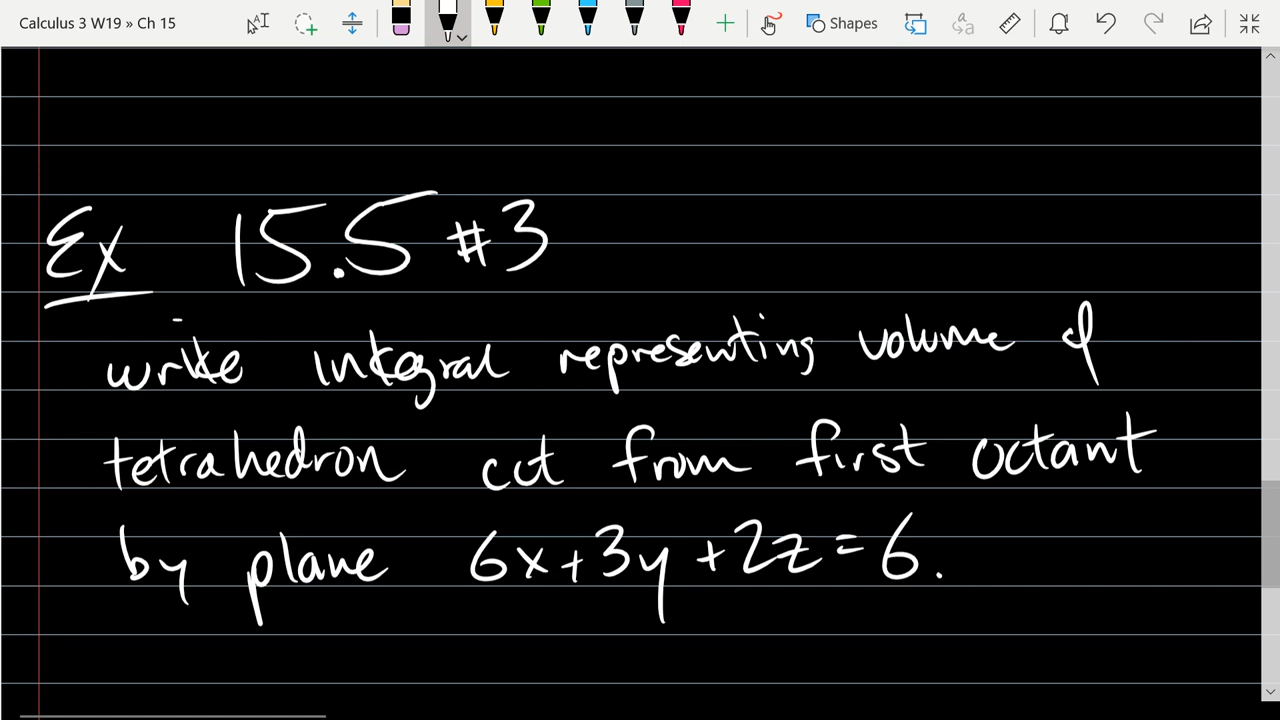 Calculus 3 W19 » Ch 15
Shapes
Ex 15.5 #3
write integral representing volume of
tetrahedron cut from first octant
by plane 6x+3y+2z=6.